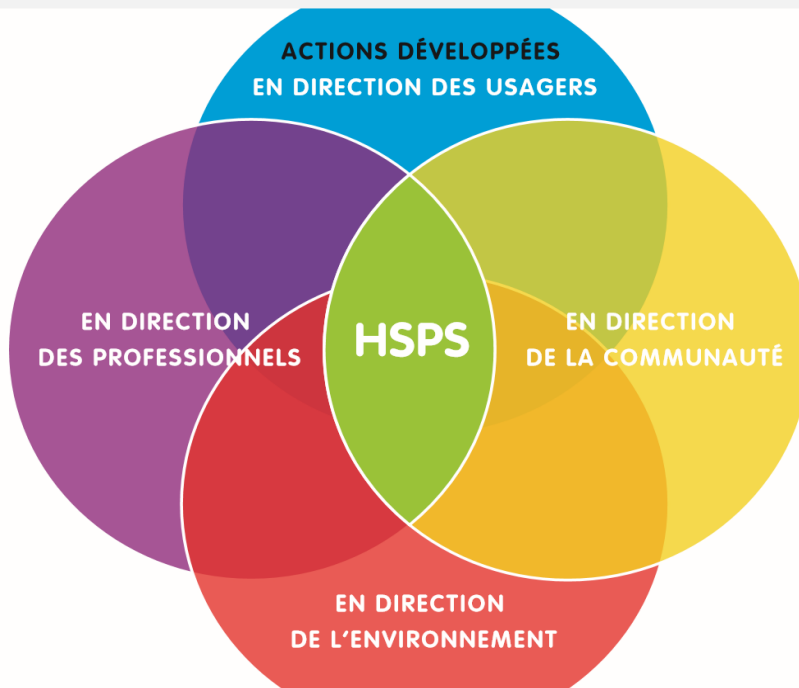 ACTIONS DÉVELOPPÉES
EN DIRECTION DES USAGERS
EN DIRECTION
DES PROFESSIONNELS
HSPS
EN DIRECTION
DE LA COMMUNAUTÉ
EN DIRECTION
DE L'ENVIRONNEMENT